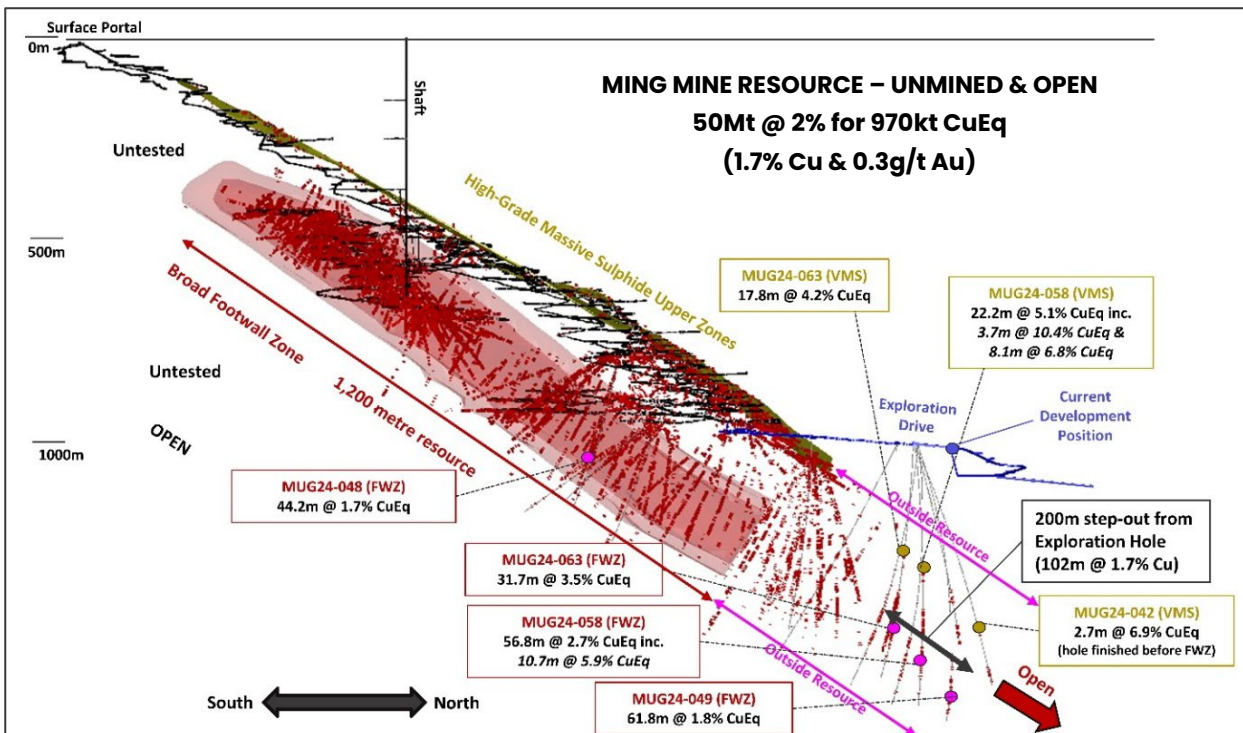 Surface Portal
0m
Shaft
MING MINE RESOURCE – UNMINED & OPEN
50Mt @ 2% for 970kt CuEq
(1.7% Cu & 0.3g/t Au)
Untested
High-Grade Massive Sulphide Upper Zones
500m
Broad Footwall Zone
1,200 metre resource
MUG24-063 (VMS)
17.8m @ 4.2% CuEq
MUG24-058 (VMS)
22.2m @ 5.1% CuEq inc.
3.7m @ 10.4% CuEq &
8.1m @ 6.8% CuEq
Untested
OPEN
Exploration
Drive
Current
Development
Position
1000m
MUG24-048 (FWZ)
44.2m @ 1.7% CuEq
Outside Resource
200m step-out from
Exploration Hole
(102m @ 1.7% Cu)
MUG24-063 (FWZ)
31.7m @ 3.5% CuEq
MUG24-058 (FWZ)
56.8m @ 2.7% CuEq inc.
10.7m @ 5.9% CuEq
MUG24-042 (VMS)
2.7m @ 6.9% CuEq
(hole finished before FWZ)
Outside Resource
Open
South
North
MUG24-049 (FWZ)
61.8m @ 1.8% CuEq